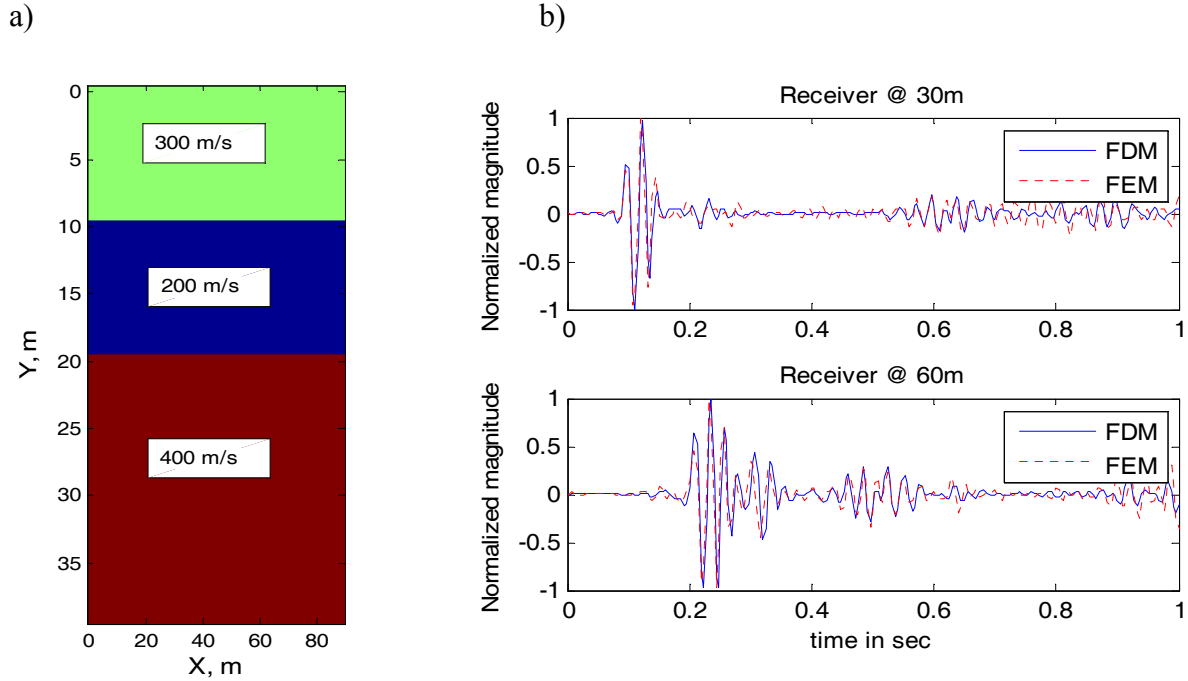 a)
b)
0
5
10
15
20
25
30
35
Y, m
300 m/s
200 m/s
400 m/s
0 20 40 60 80
X, m
Receiver @ 30m
1
0.5
0
-0.5
-1
Normalized magnitude
FDM
FEM
0 0.2 0.4 0.6 0.8 1
Receiver @ 60m
1
0.5
0
-0.5
-1
Normalized magnitude
FDM
FEM
0 0.2 0.4 0.6 0.8 1
time in sec